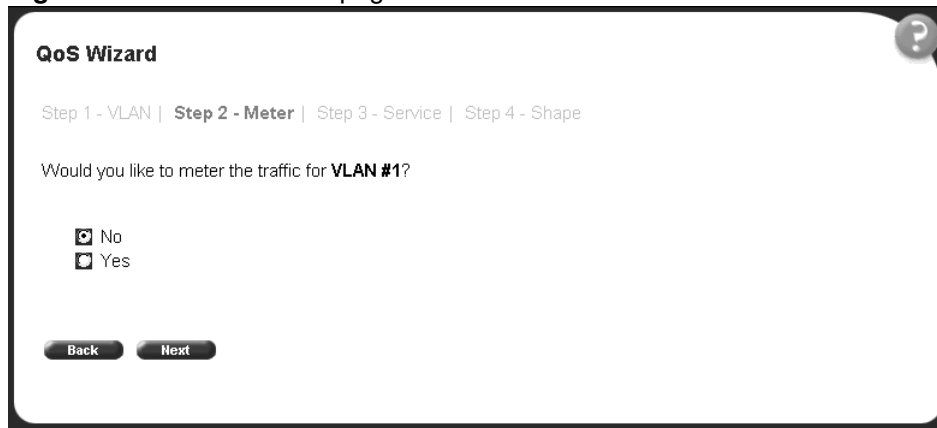 QoS Wizard
?
Step 1 - VLAN | Step 2 - Meter | Step 3 - Service | Step 4 - Shape
Would you like to meter the traffic for VLAN #1?
No
Yes
Back Next